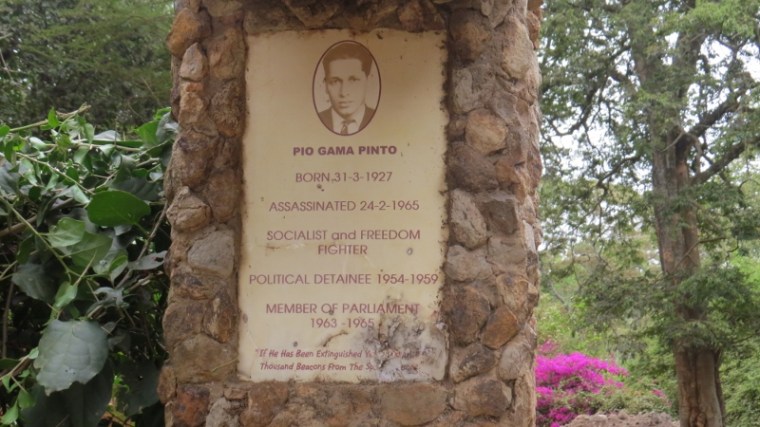 PIO GAMA PINTO
BORN.31-3-1927
ASSASSINATED 24-2-1965
SOCIALIST and FREEDOM
FIGHTER
POLITICAL DETAINEE 1954-1959
MEMBER OF PARLIAMENT
1963 -1965
"If He Has Been Extinguished
Thousand Beacons From The